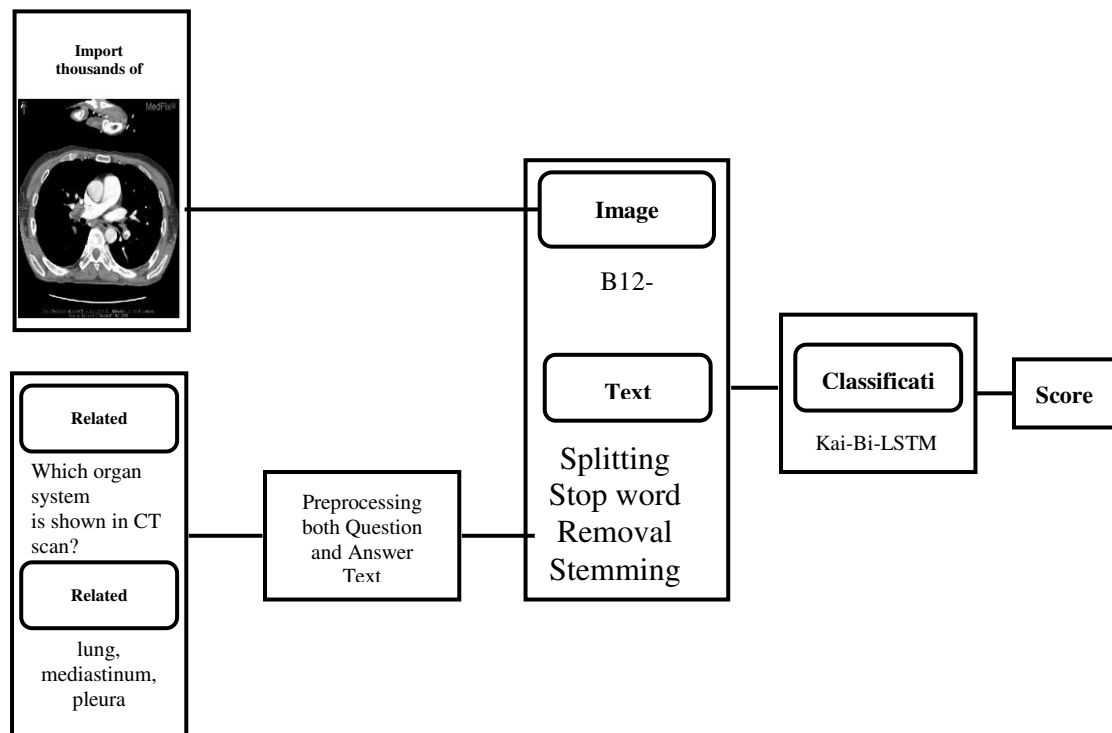 Import
thousands of
MedPix®
Image
B12-
Text
Splitting
Stop word
Removal
Stemming
Related
Which organ
system
is shown in CT
scan?
Related
lung,
mediastinum,
pleura
Preprocessing
both Question
and Answer
Text
Classificati
Kai-Bi-LSTM
Score